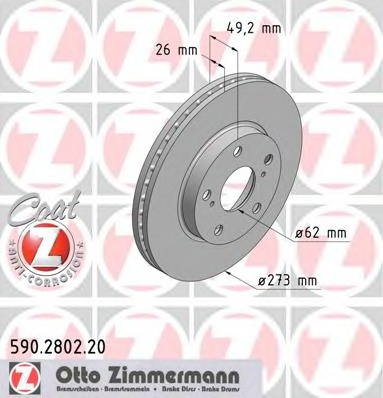 49,2 mm
26 mm
Coat
Z
ANTI-CORROSION
ø62 mm
ø273 mm
590.2802.20
Z
Otto Zimmermann
Bremsscheiben - Bremstrommeln • Brake Discs - Brake Drums